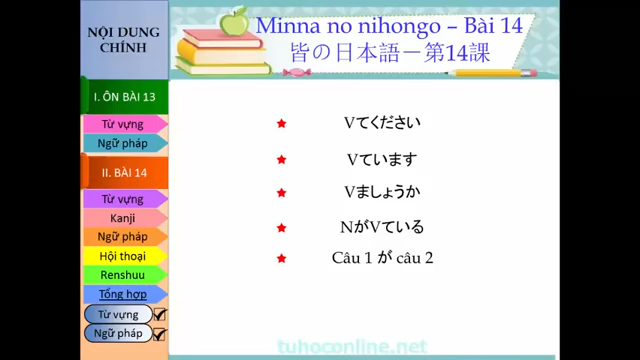 NỘI DUNG
CHÍNH
Minna no nihongo – Bài 14
皆の日本語－第14課
I. ÔN BÀI 13
Từ vựng
Ngữ pháp
II. BÀI 14
Từ vựng
Kanji
Ngữ pháp
Hội thoại
Renshuu
Tổng hợp
Từ vựng
Ngữ pháp
Vてください
Vています
Vましょうか
NがVている
Câu 1 が câu 2
tuhoconline.net